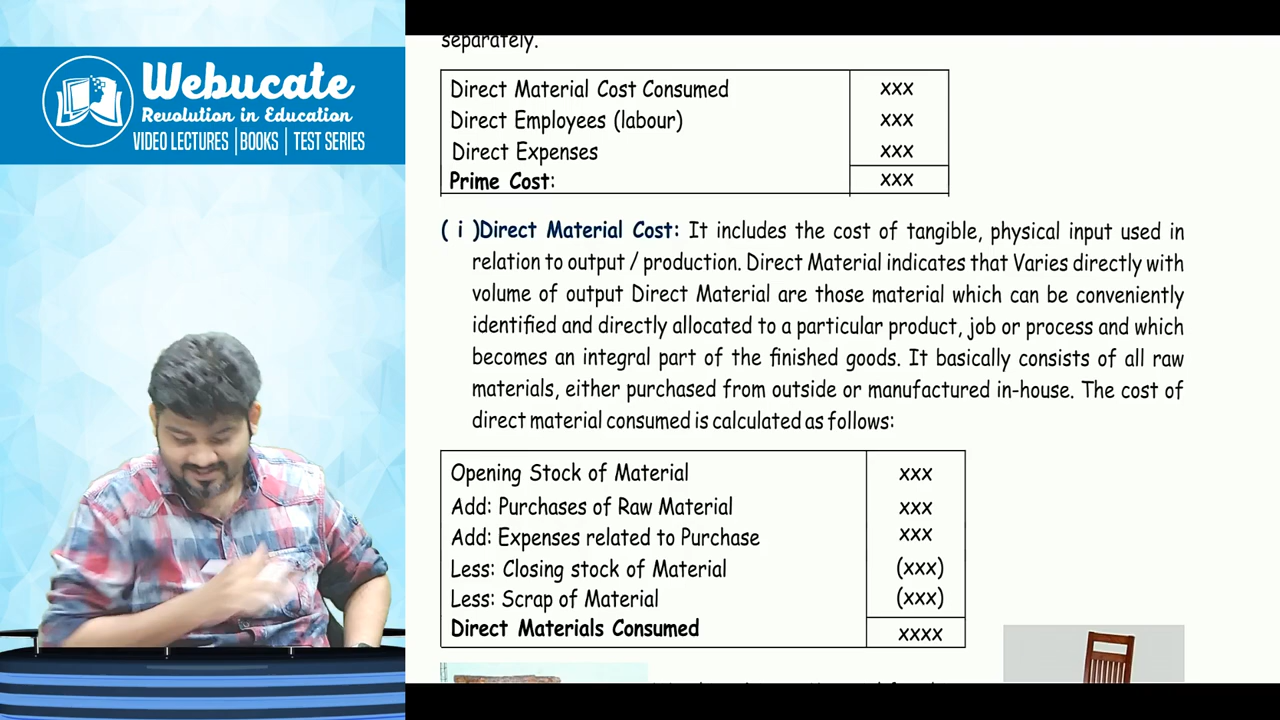 Webucate
Revolution in Education
VIDEO LECTURES | BOOKS | TEST SERIES
separately.
Direct Material Cost Consumed xxx
Direct Employees (labour) xxx
Direct Expenses xxx
Prime Cost: xxx
( i )Direct Material Cost: It includes the cost of tangible, physical input used in
relation to output / production. Direct Material indicates that Varies directly with
volume of output Direct Material are those material which can be conveniently
identified and directly allocated to a particular product, job or process and which
becomes an integral part of the finished goods. It basically consists of all raw
materials, either purchased from outside or manufactured in-house. The cost of
direct material consumed is calculated as follows:
Opening Stock of Material xxx
Add: Purchases of Raw Material xxx
Add: Expenses related to Purchase xxx
Less: Closing stock of Material (xxx)
Less: Scrap of Material (xxx)
Direct Materials Consumed xxxx